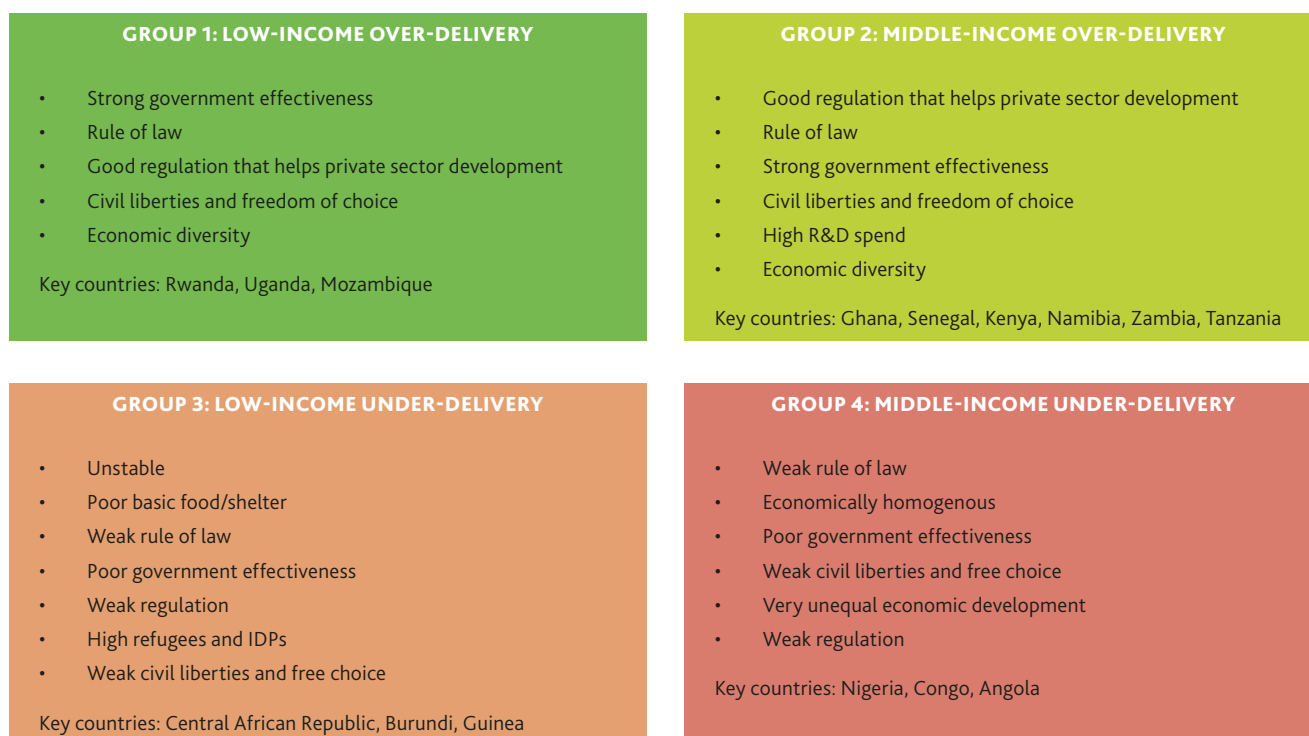 GROUP 1: LOW-INCOME OVER-DELIVERY
• Strong government effectiveness
• Rule of law
• Good regulation that helps private sector development
• Civil liberties and freedom of choice
• Economic diversity
Key countries: Rwanda, Uganda, Mozambique
GROUP 2: MIDDLE-INCOME OVER-DELIVERY
• Good regulation that helps private sector development
• Rule of law
• Strong government effectiveness
• Civil liberties and freedom of choice
• High R&D spend
• Economic diversity
Key countries: Ghana, Senegal, Kenya, Namibia, Zambia, Tanzania
GROUP 3: LOW-INCOME UNDER-DELIVERY
• Unstable
• Poor basic food/shelter
• Weak rule of law
• Poor government effectiveness
• Weak regulation
• High refugees and IDPs
• Weak civil liberties and free choice
Key countries: Central African Republic, Burundi, Guinea
GROUP 4: MIDDLE-INCOME UNDER-DELIVERY
• Weak rule of law
• Economically homogenous
• Poor government effectiveness
• Weak civil liberties and free choice
• Very unequal economic development
• Weak regulation
Key countries: Nigeria, Congo, Angola